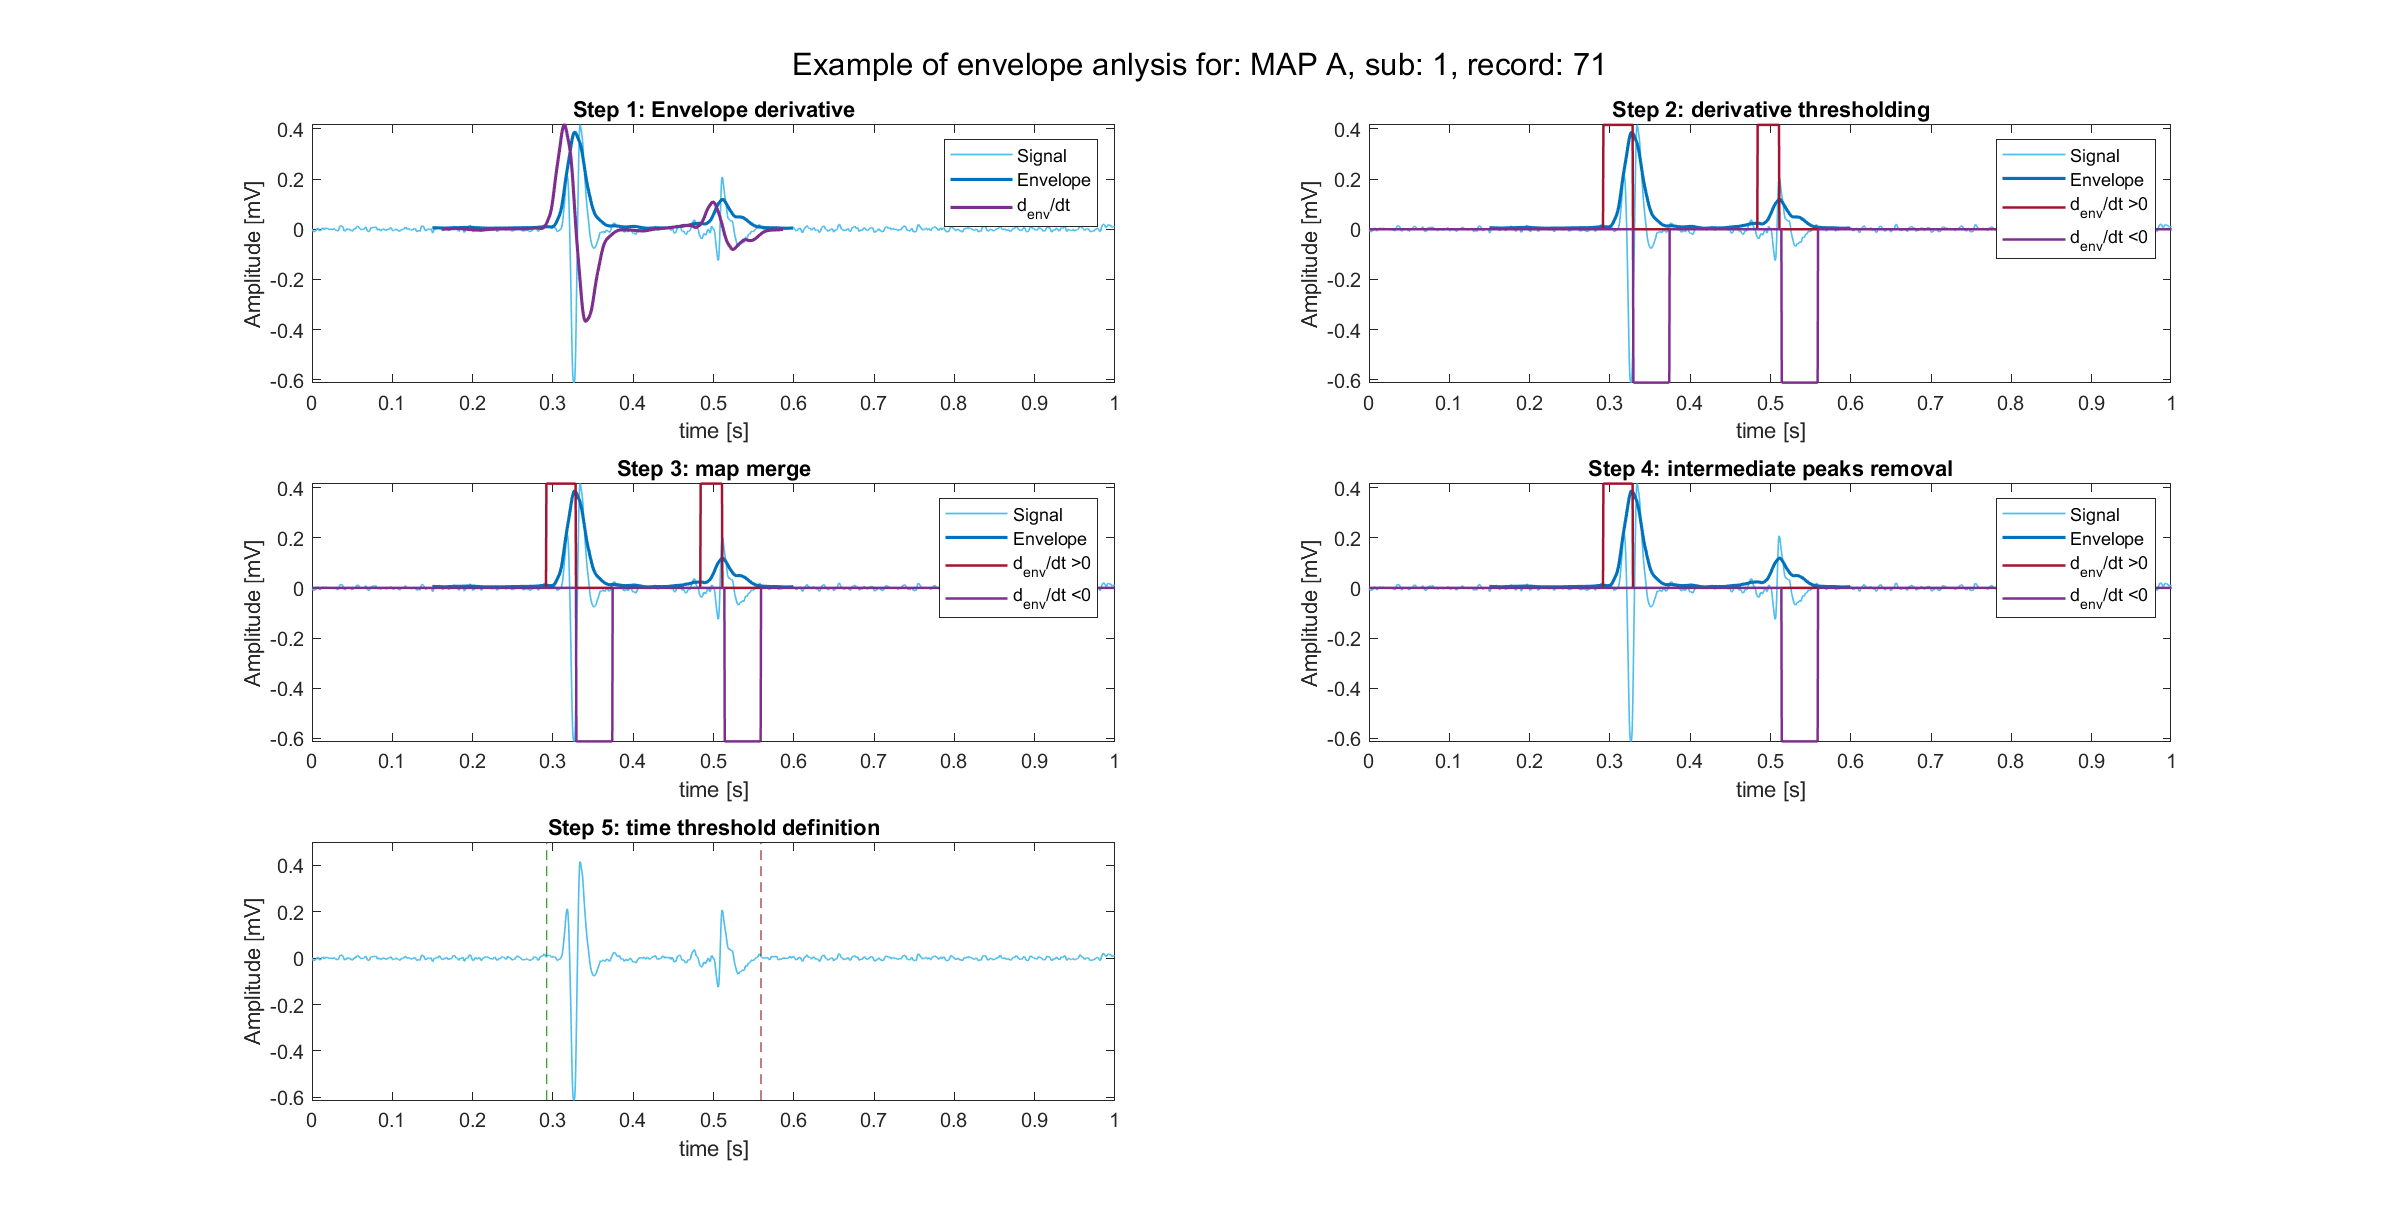 Example of envelope anlysis for: MAP A, sub: 1, record: 71
Step 1: Envelope derivative
Amplitude [mV]
0.4
0.2
0
-0.2
-0.4
-0.6
0 0.1 0.2 0.3 0.4 0.5 0.6 0.7 0.8 0.9 1
time [s]
Signal
Envelope
d_env/dt
Step 2: derivative thresholding
Amplitude [mV]
0.4
0.2
0
-0.2
-0.4
-0.6
0 0.1 0.2 0.3 0.4 0.5 0.6 0.7 0.8 0.9 1
time [s]
Signal
Envelope
d_env/dt >0
d_env/dt <0
Step 3: map merge
Amplitude [mV]
0.4
0.2
0
-0.2
-0.4
-0.6
0 0.1 0.2 0.3 0.4 0.5 0.6 0.7 0.8 0.9 1
time [s]
Signal
Envelope
d_env/dt >0
d_env/dt <0
Step 4: intermediate peaks removal
Amplitude [mV]
0.4
0.2
0
-0.2
-0.4
-0.6
0 0.1 0.2 0.3 0.4 0.5 0.6 0.7 0.8 0.9 1
time [s]
Signal
Envelope
d_env/dt >0
d_env/dt <0
Step 5: time threshold definition
Amplitude [mV]
0.4
0.2
0
-0.2
-0.4
-0.6
0 0.1 0.2 0.3 0.4 0.5 0.6 0.7 0.8 0.9 1
time [s]